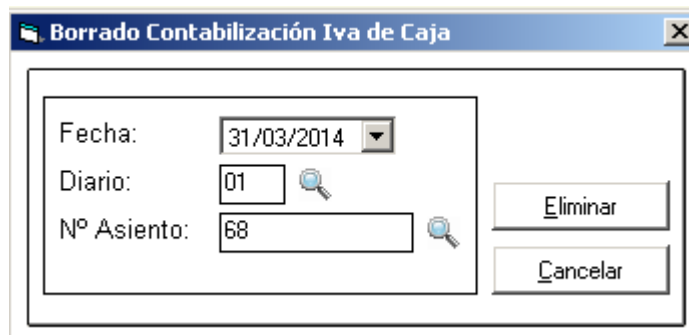 Borrado Contabilización Iva de Caja
Fecha: 31/03/2014
Diario: 01
Nº Asiento: 68
Eliminar
Cancelar